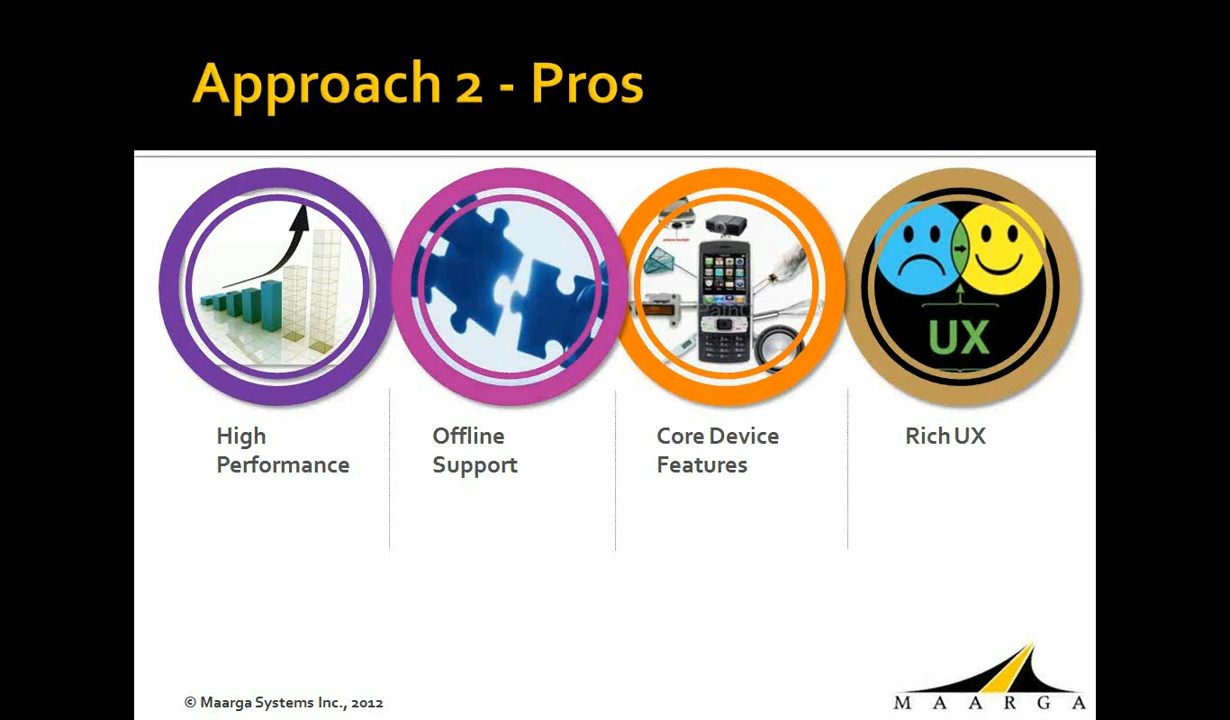 Approach 2 - Pros
UX
High
Performance
Offline
Support
Core Device
Features
Rich UX
© Maarga Systems Inc., 2012
MAARGA